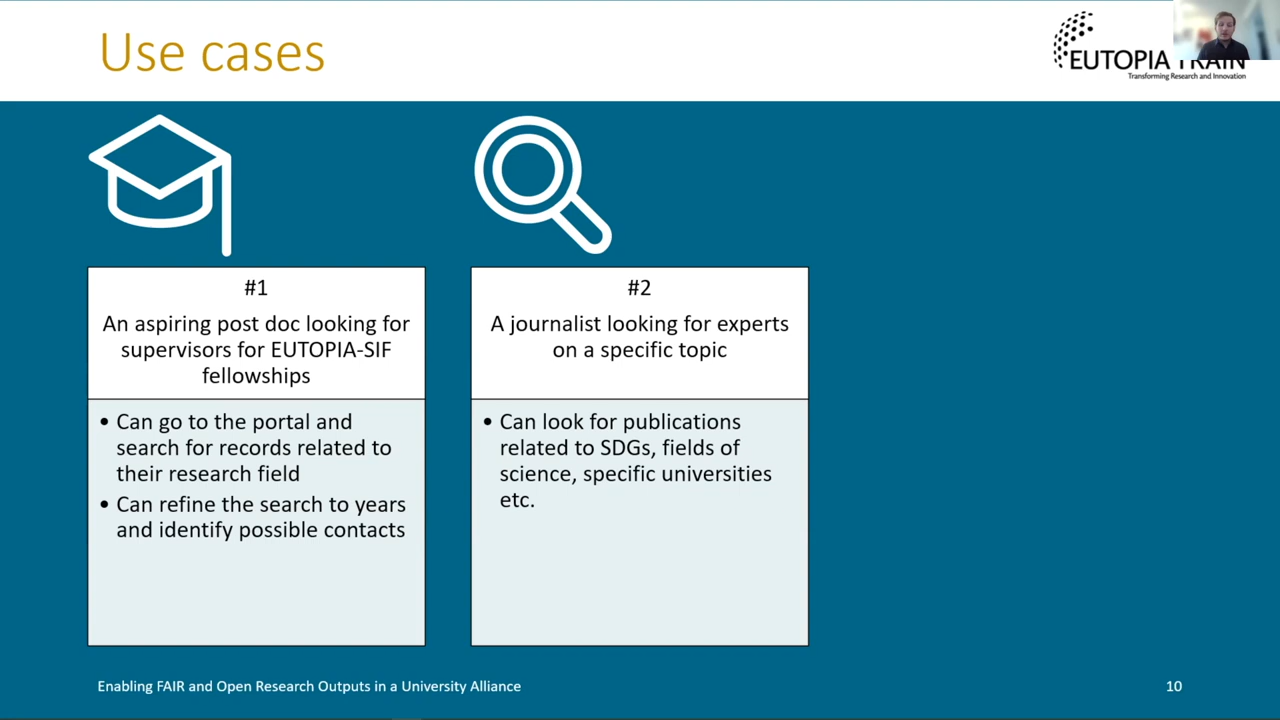 Use cases
EUTOPIA TRAIN
Transforming Research and Innovation
#1
An aspiring post doc looking for
supervisors for EUTOPIA-SIF
fellowships
• Can go to the portal and
search for records related to
their research field
• Can refine the search to years
and identify possible contacts
#2
A journalist looking for experts
on a specific topic
• Can look for publications
related to SDGs, fields of
science, specific universities
etc.
Enabling FAIR and Open Research Outputs in a University Alliance
10